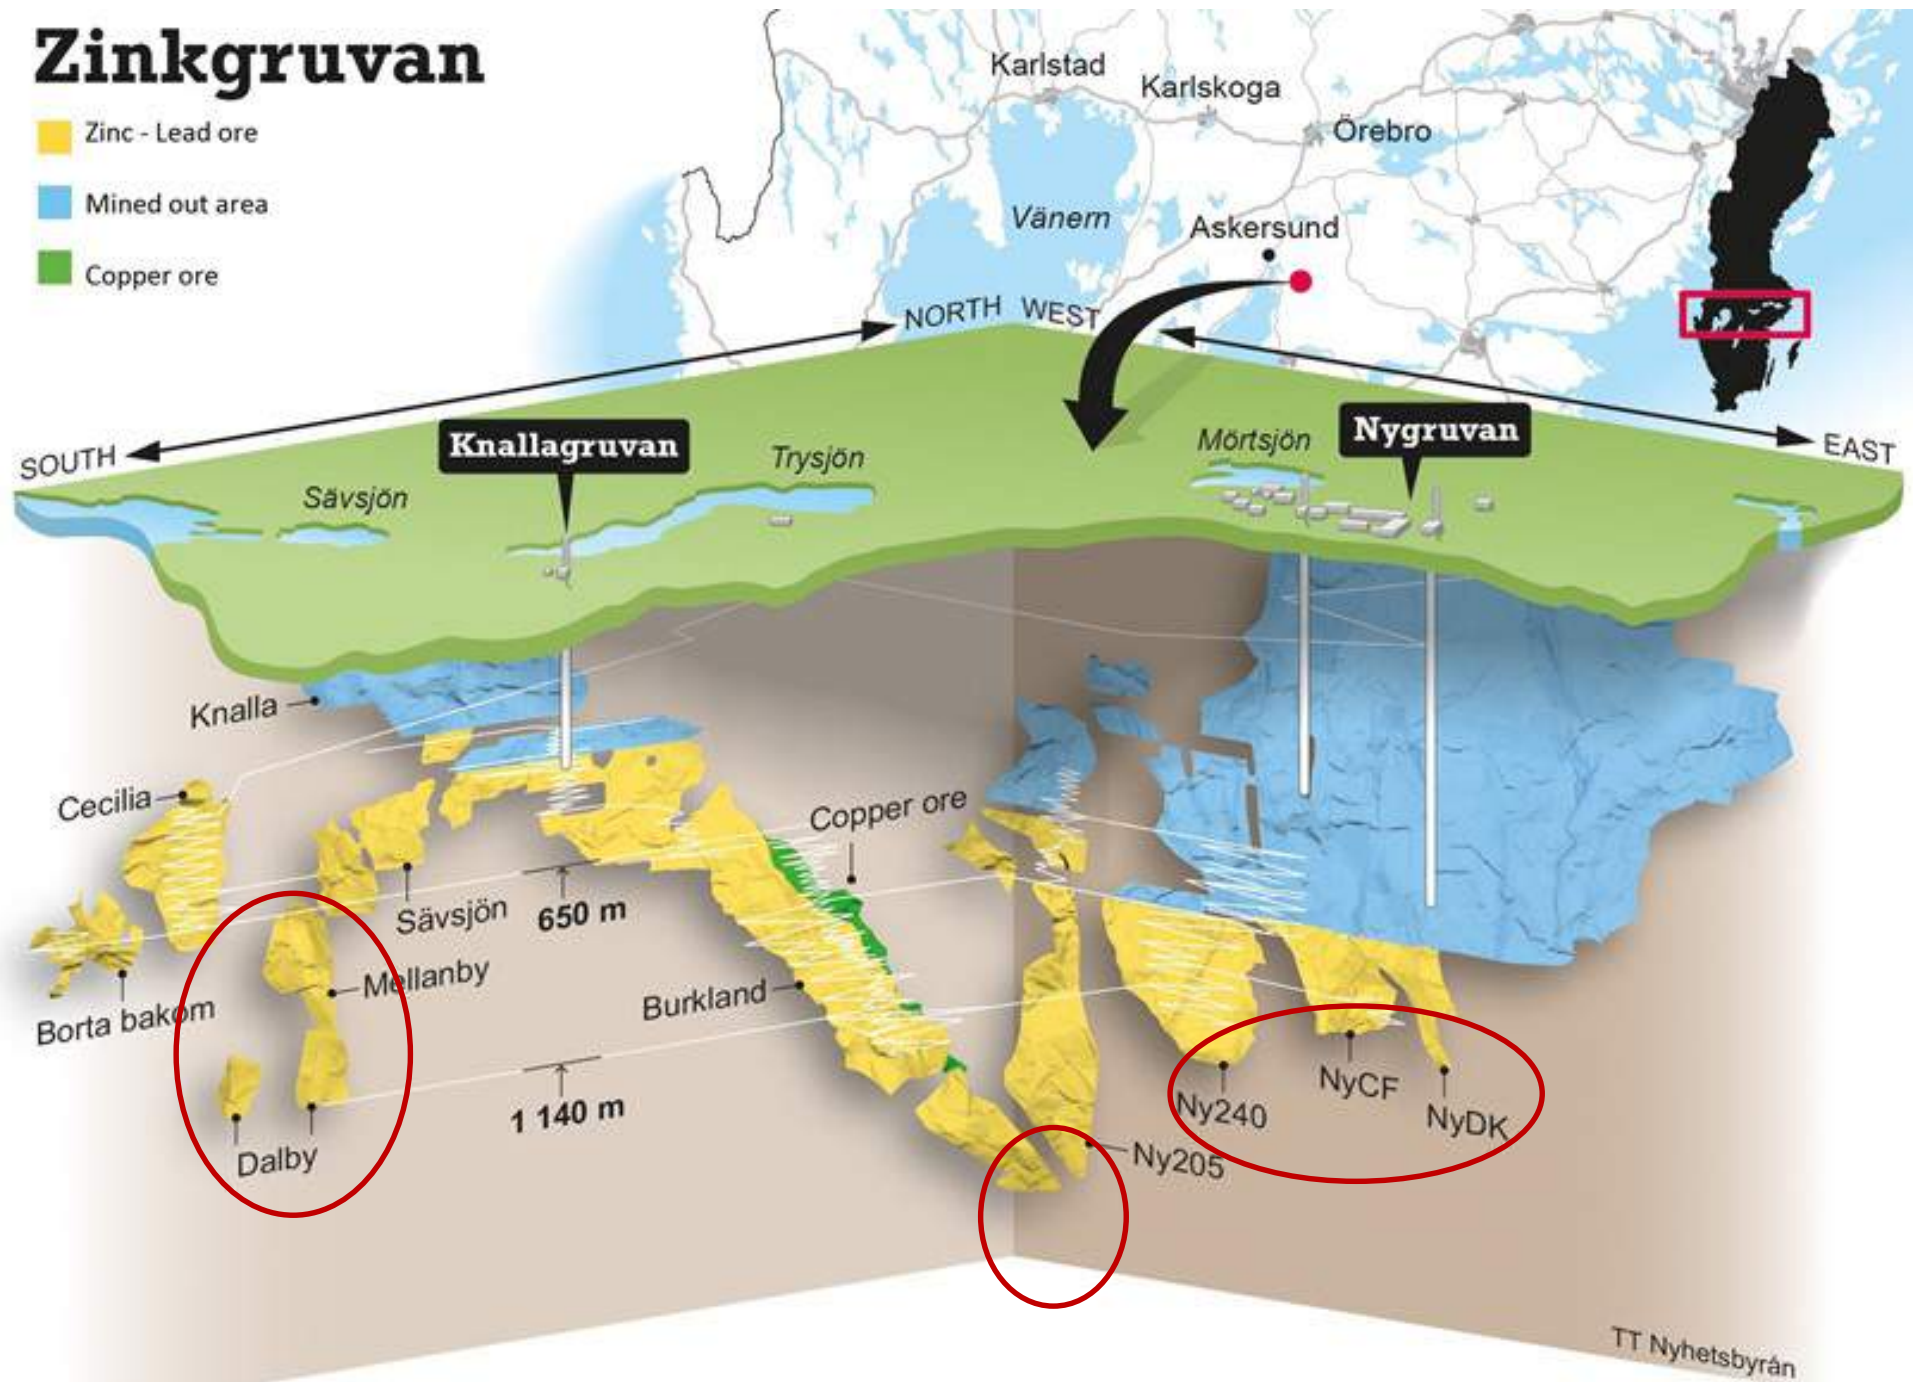 Zinkgruvan
Zinc - Lead ore
Mined out area
Copper ore
Karlstad
Karlskoga
Örebro
Vänern
Askersund
NORTH
WEST
SOUTH
EAST
Knallagruvan
Nygruvan
Sävsjön
Trysjön
Mörtsjön
Knalla
Cecilia
Copper ore
Sävsjön
650 m
Mellanby
Borta bakom
Burkland
1 140 m
Dalby
Ny205
Ny240
NyCF
NyDK
TT Nyhetsbyrån